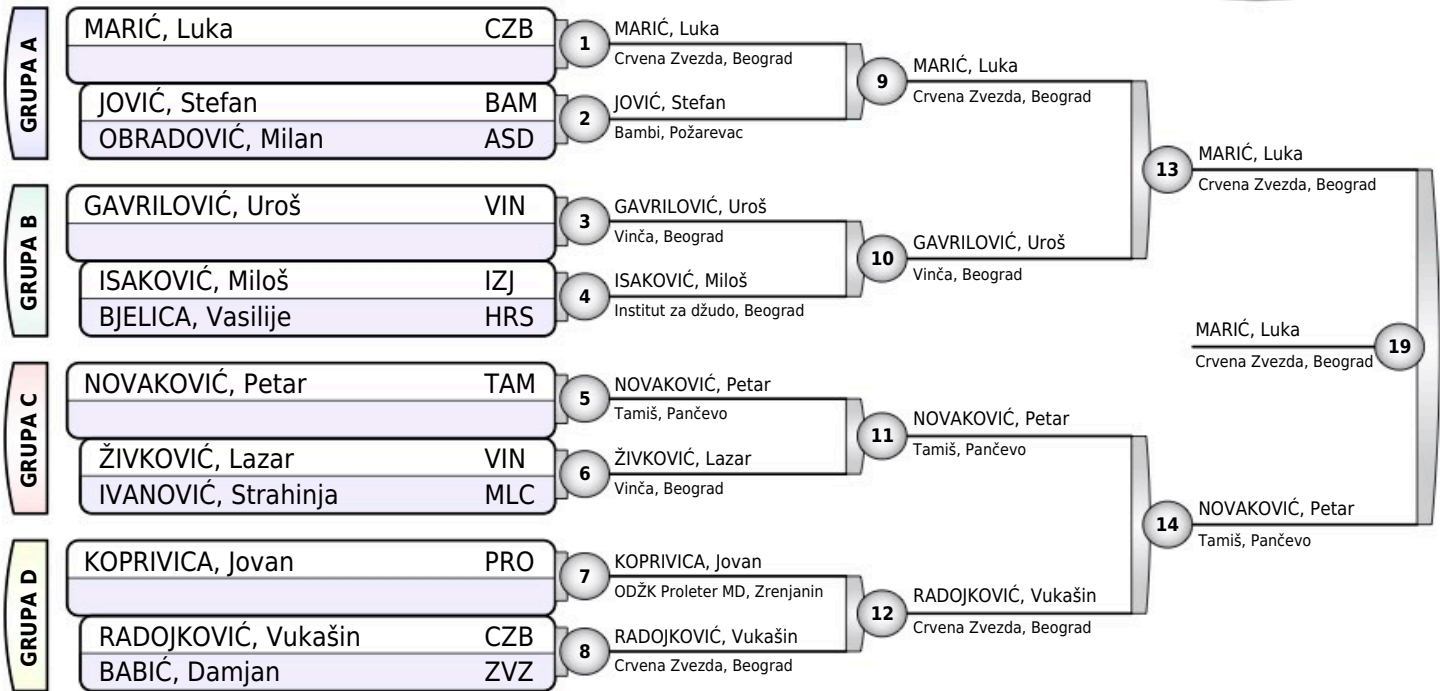 GRUPA A
MARIĆ, Luka CZB
JOVIĆ, Stefan BAM
OBRADOVIĆ, Milan ASD
GRUPA B
GAVRILOVIĆ, Uroš VIN
ISAKOVIĆ, Miloš IZJ
BJELICA, Vasilije HRS
GRUPA C
NOVAKOVIĆ, Petar TAM
ŽIVKOVIĆ, Lazar VIN
IVANOVIĆ, Strahinja MLC
GRUPA D
KOPRIVICA, Jovan PRO
RADOJKOVIĆ, Vukašin CZB
BABIĆ, Damjan ZVZ
1
MARIĆ, Luka
Crvena Zvezda, Beograd
2
JOVIĆ, Stefan
Bambi, Požarevac
3
GAVRILOVIĆ, Uroš
Vinča, Beograd
4
ISAKOVIĆ, Miloš
Institut za džudo, Beograd
5
NOVAKOVIĆ, Petar
Tamiš, Pančevo
6
ŽIVKOVIĆ, Lazar
Vinča, Beograd
7
KOPRIVICA, Jovan
ODŽK Proleter MD, Zrenjanin
8
RADOJKOVIĆ, Vukašin
Crvena Zvezda, Beograd
9
MARIĆ, Luka
Crvena Zvezda, Beograd
10
GAVRILOVIĆ, Uroš
Vinča, Beograd
11
NOVAKOVIĆ, Petar
Tamiš, Pančevo
12
RADOJKOVIĆ, Vukašin
Crvena Zvezda, Beograd
13
MARIĆ, Luka
Crvena Zvezda, Beograd
14
NOVAKOVIĆ, Petar
Tamiš, Pančevo
MARIĆ, Luka
Crvena Zvezda, Beograd
19